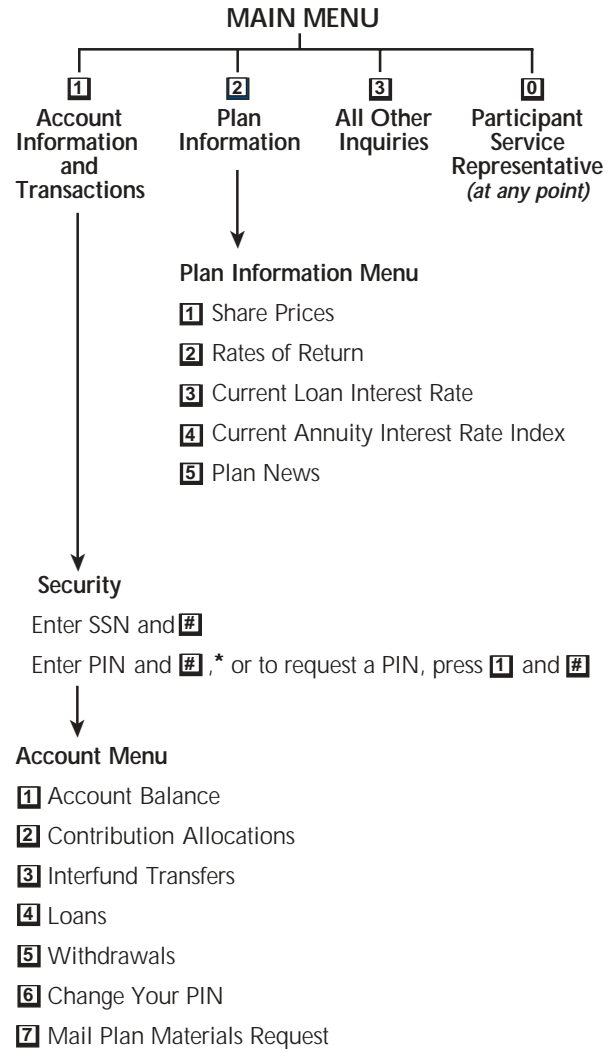 MAIN MENU
1
Account
Information
and
Transactions
2
Plan
Information
3
All Other
Inquiries
0
Participant
Service
Representative
(at any point)
Plan Information Menu
1 Share Prices
2 Rates of Return
3 Current Loan Interest Rate
4 Current Annuity Interest Rate Index
5 Plan News
Security
Enter SSN and #
Enter PIN and # ,* or to request a PIN, press 1 and #
Account Menu
1 Account Balance
2 Contribution Allocations
3 Interfund Transfers
4 Loans
5 Withdrawals
6 Change Your PIN
7 Mail Plan Materials Request